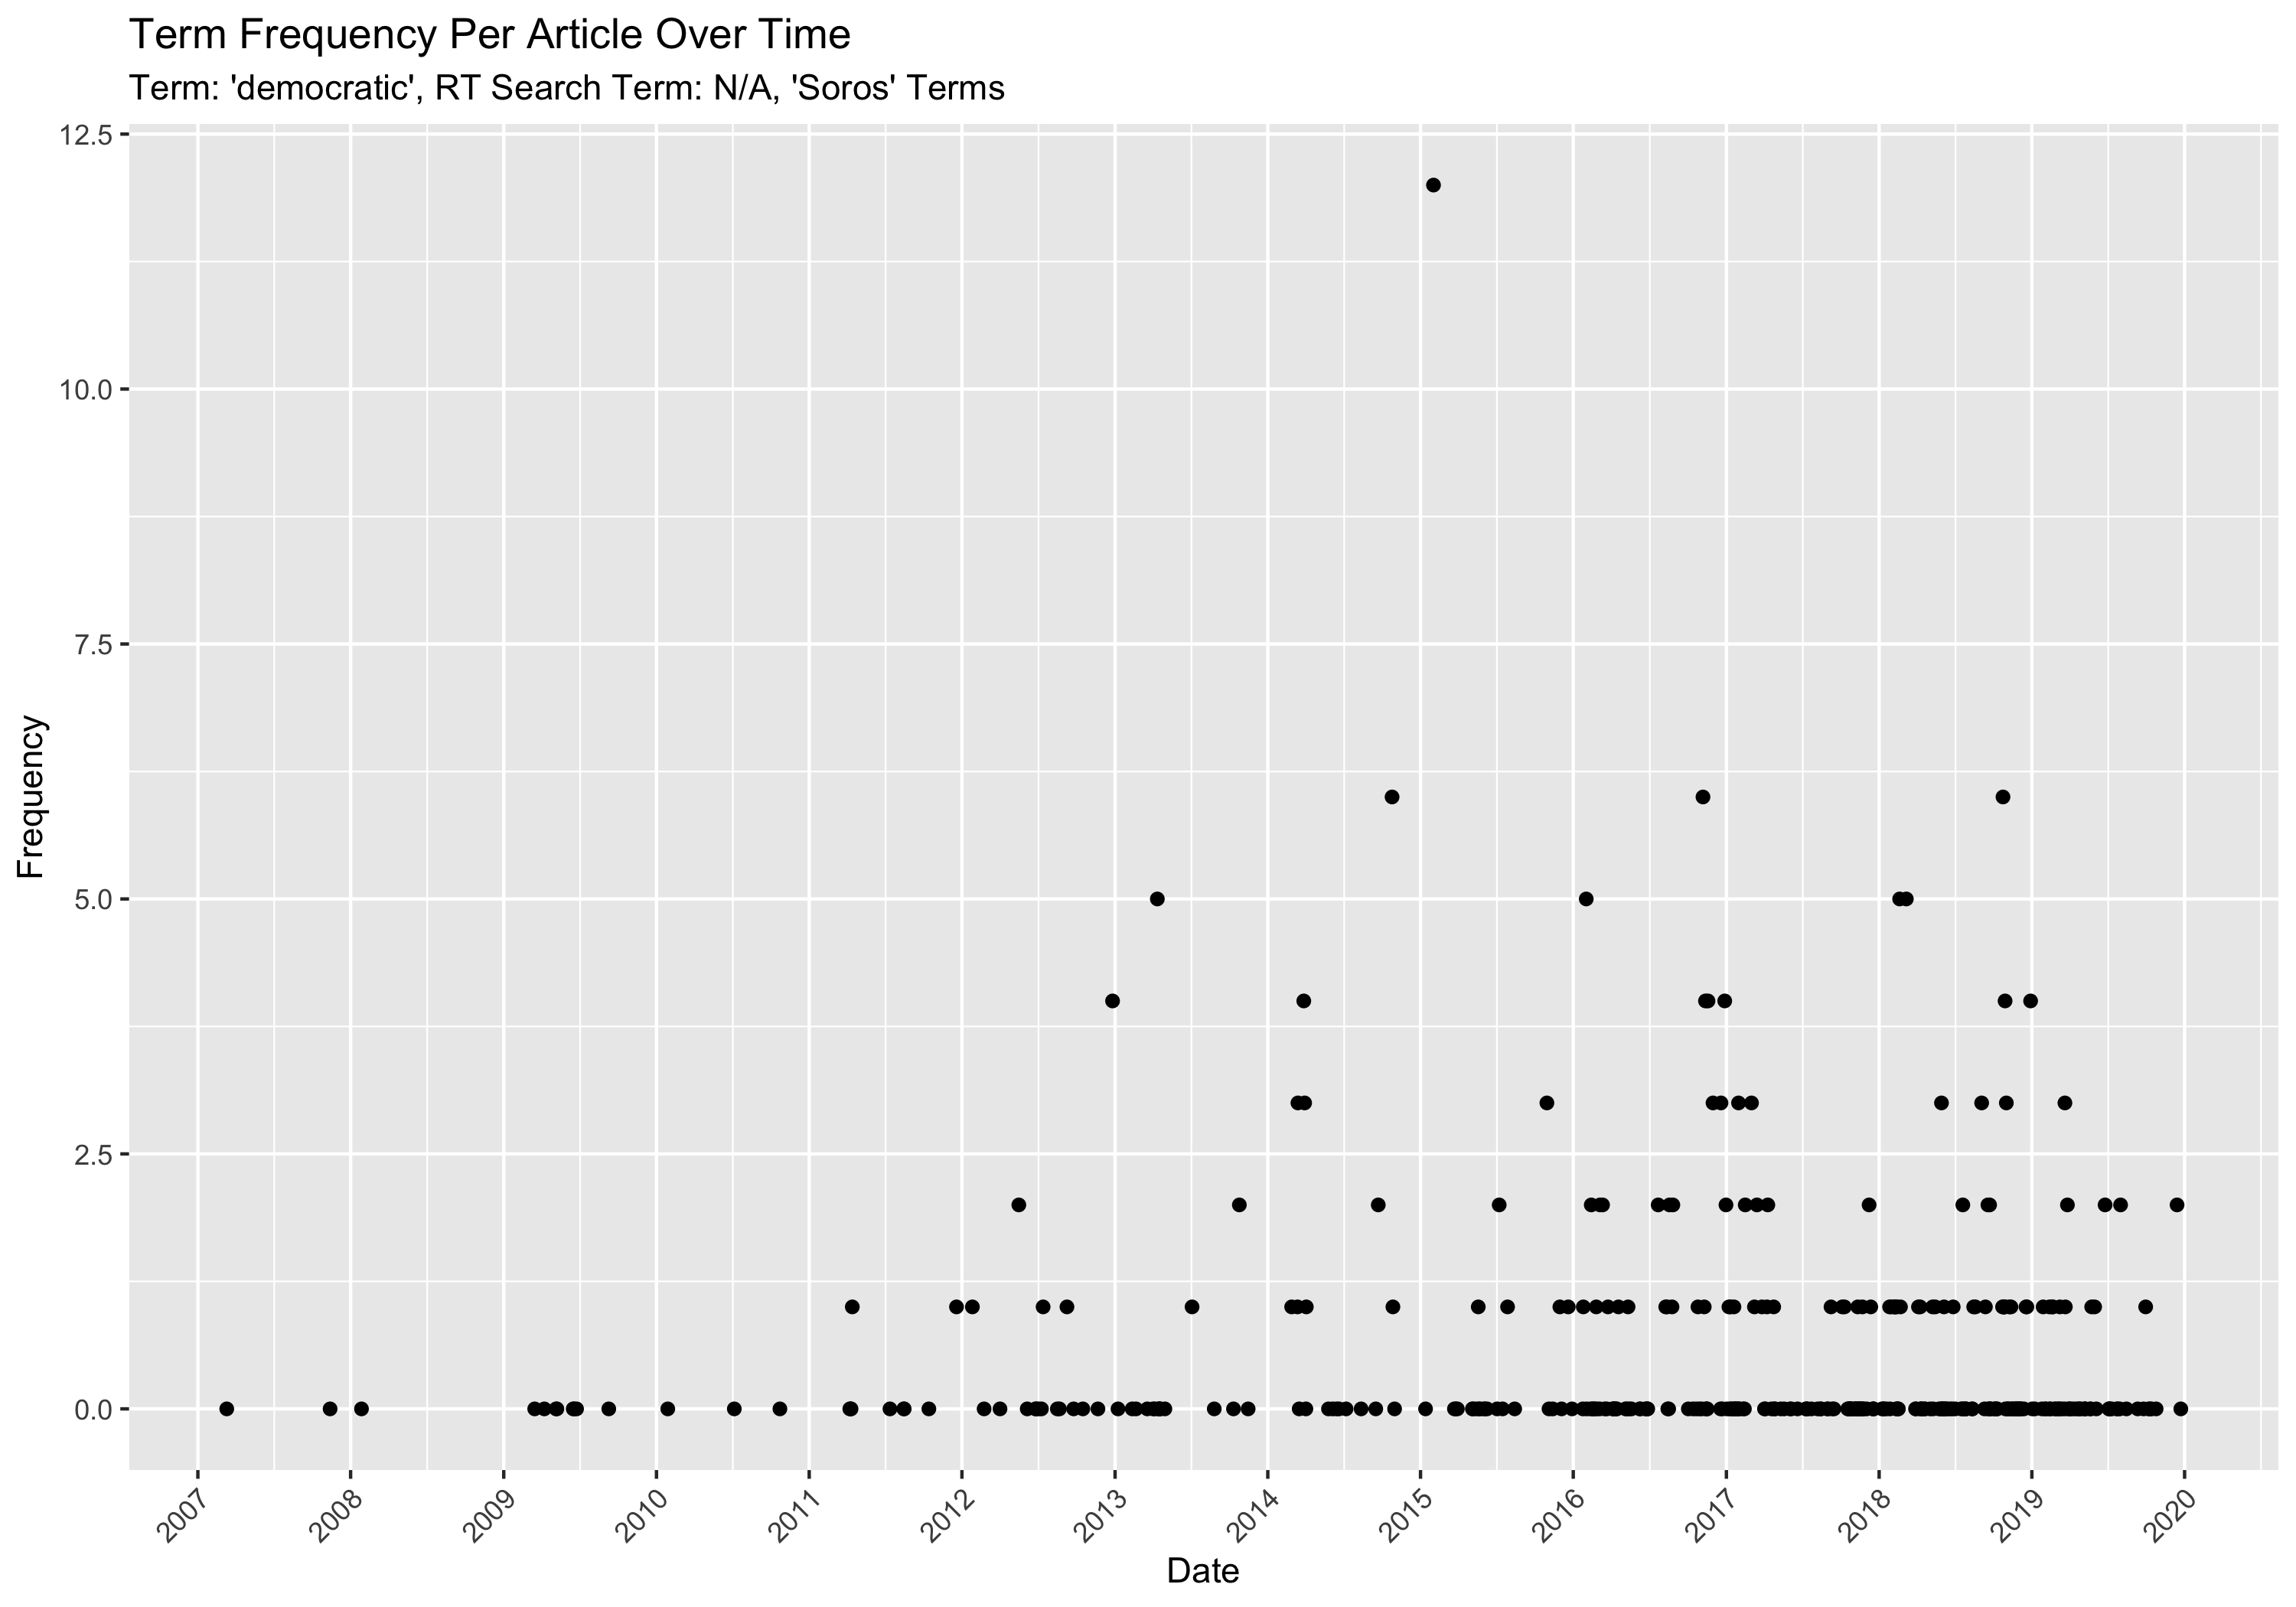 Term Frequency Per Article Over Time
Term: 'democratic', RT Search Term: N/A, 'Soros' Terms
12.5
10.0
7.5
5.0
2.5
0.0
Frequency
2007 2008 2009 2010 2011 2012 2013 2014 2015 2016 2017 2018 2019 2020
Date